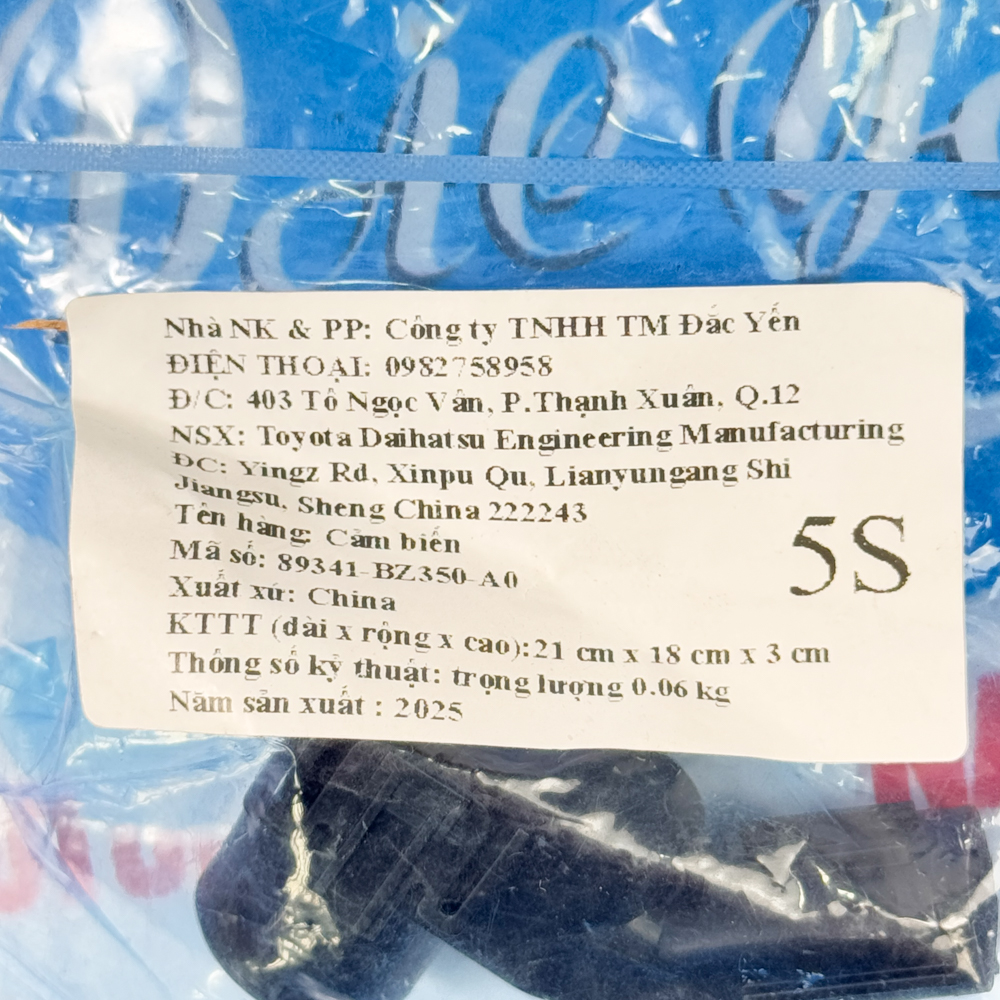 Đắc Yến
Nhà NK & PP: Công ty TNHH TM Đắc Yến
ĐIỆN THOẠI: 0982758958
Đ/C: 403 Tô Ngọc Vân, P.Thạnh Xuân, Q.12
NSX: Toyota Daihatsu Engineering Manufacturing
ĐC: Yingz Rd, Xinpu Qu, Lianyungang Shi
Jiangsu, Sheng China 222243
Tên hàng: Cảm biến
Mã số: 89341-BZ350-A0
Xuất xứ: China
KTTT (dài x rộng x cao):21 cm x 18 cm x 3 cm
Thống số kỹ thuật: trọng lượng 0.06 kg
Năm sản xuất : 2025
5S